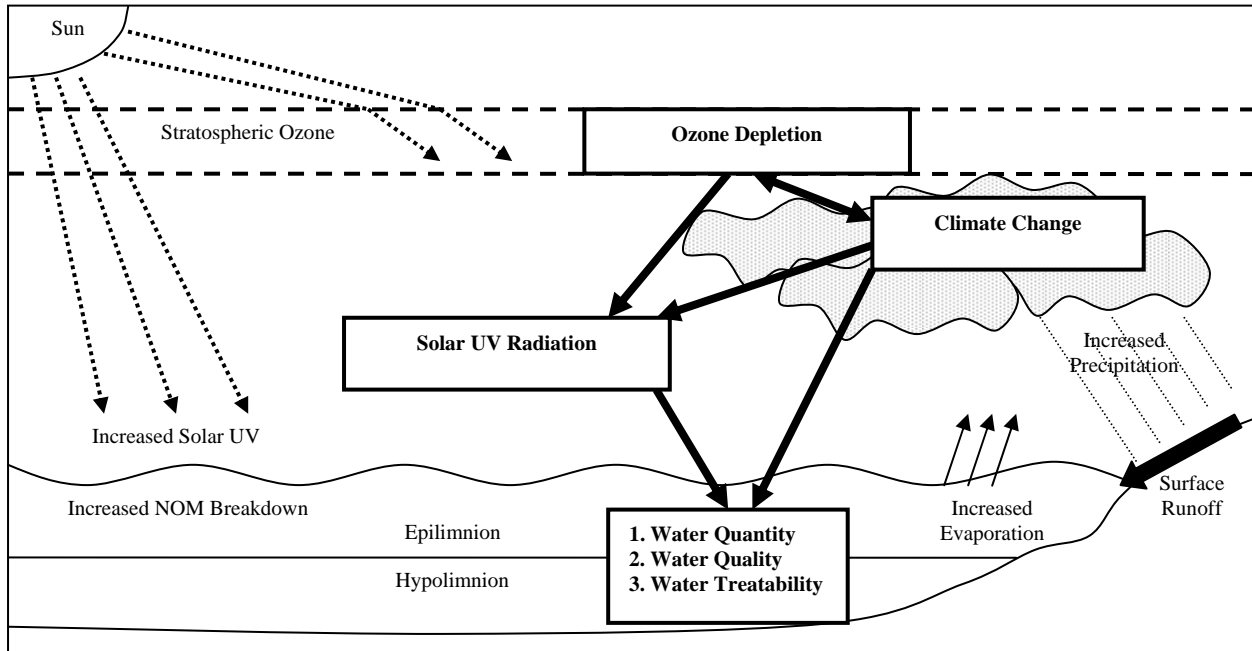 Sun
Stratospheric Ozone
Ozone Depletion
Climate Change
Solar UV Radiation
Increased
Precipitation
Increased Solar UV
Surface
Runoff
Increased NOM Breakdown
Increased
Evaporation
Epilimnion
Hypolimnion
1. Water Quantity
2. Water Quality
3. Water Treatability